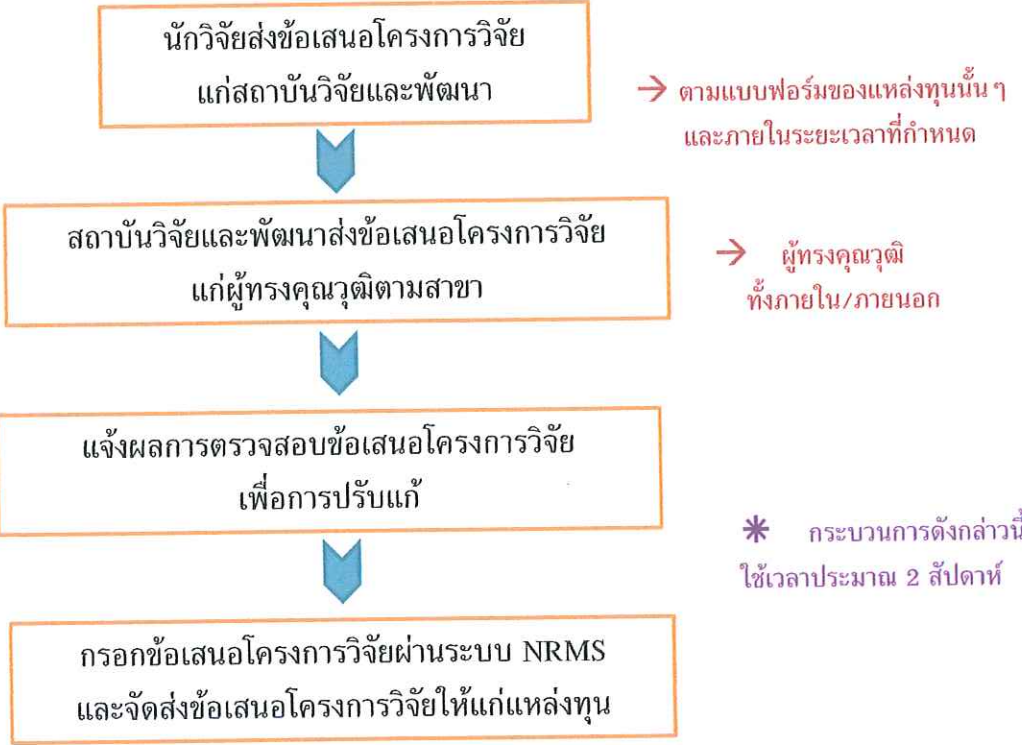 นักวิจัยส่งข้อเสนอโครงการวิจัย
แก่สถาบันวิจัยและพัฒนา
→ ตามแบบฟอร์มของแหล่งทุนนั้น ๆ
และภายในระยะเวลาที่กำหนด
สถาบันวิจัยและพัฒนาส่งข้อเสนอโครงการวิจัย
แก่ผู้ทรงคุณวุฒิตามสาขา
→ ผู้ทรงคุณวุฒิ
ทั้งภายใน/ภายนอก
แจ้งผลการตรวจสอบข้อเสนอโครงการวิจัย
เพื่อการปรับแก้
* กระบวนการดังกล่าวนี้
ใช้เวลาประมาณ 2 สัปดาห์
กรอกข้อเสนอโครงการวิจัยผ่านระบบ NRMS
และจัดส่งข้อเสนอโครงการวิจัยให้แก่แหล่งทุน